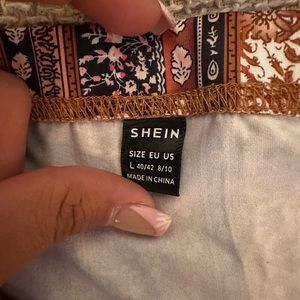 SHEIN
SIZE EU US
L 40/42 8/10
MADE IN CHINA